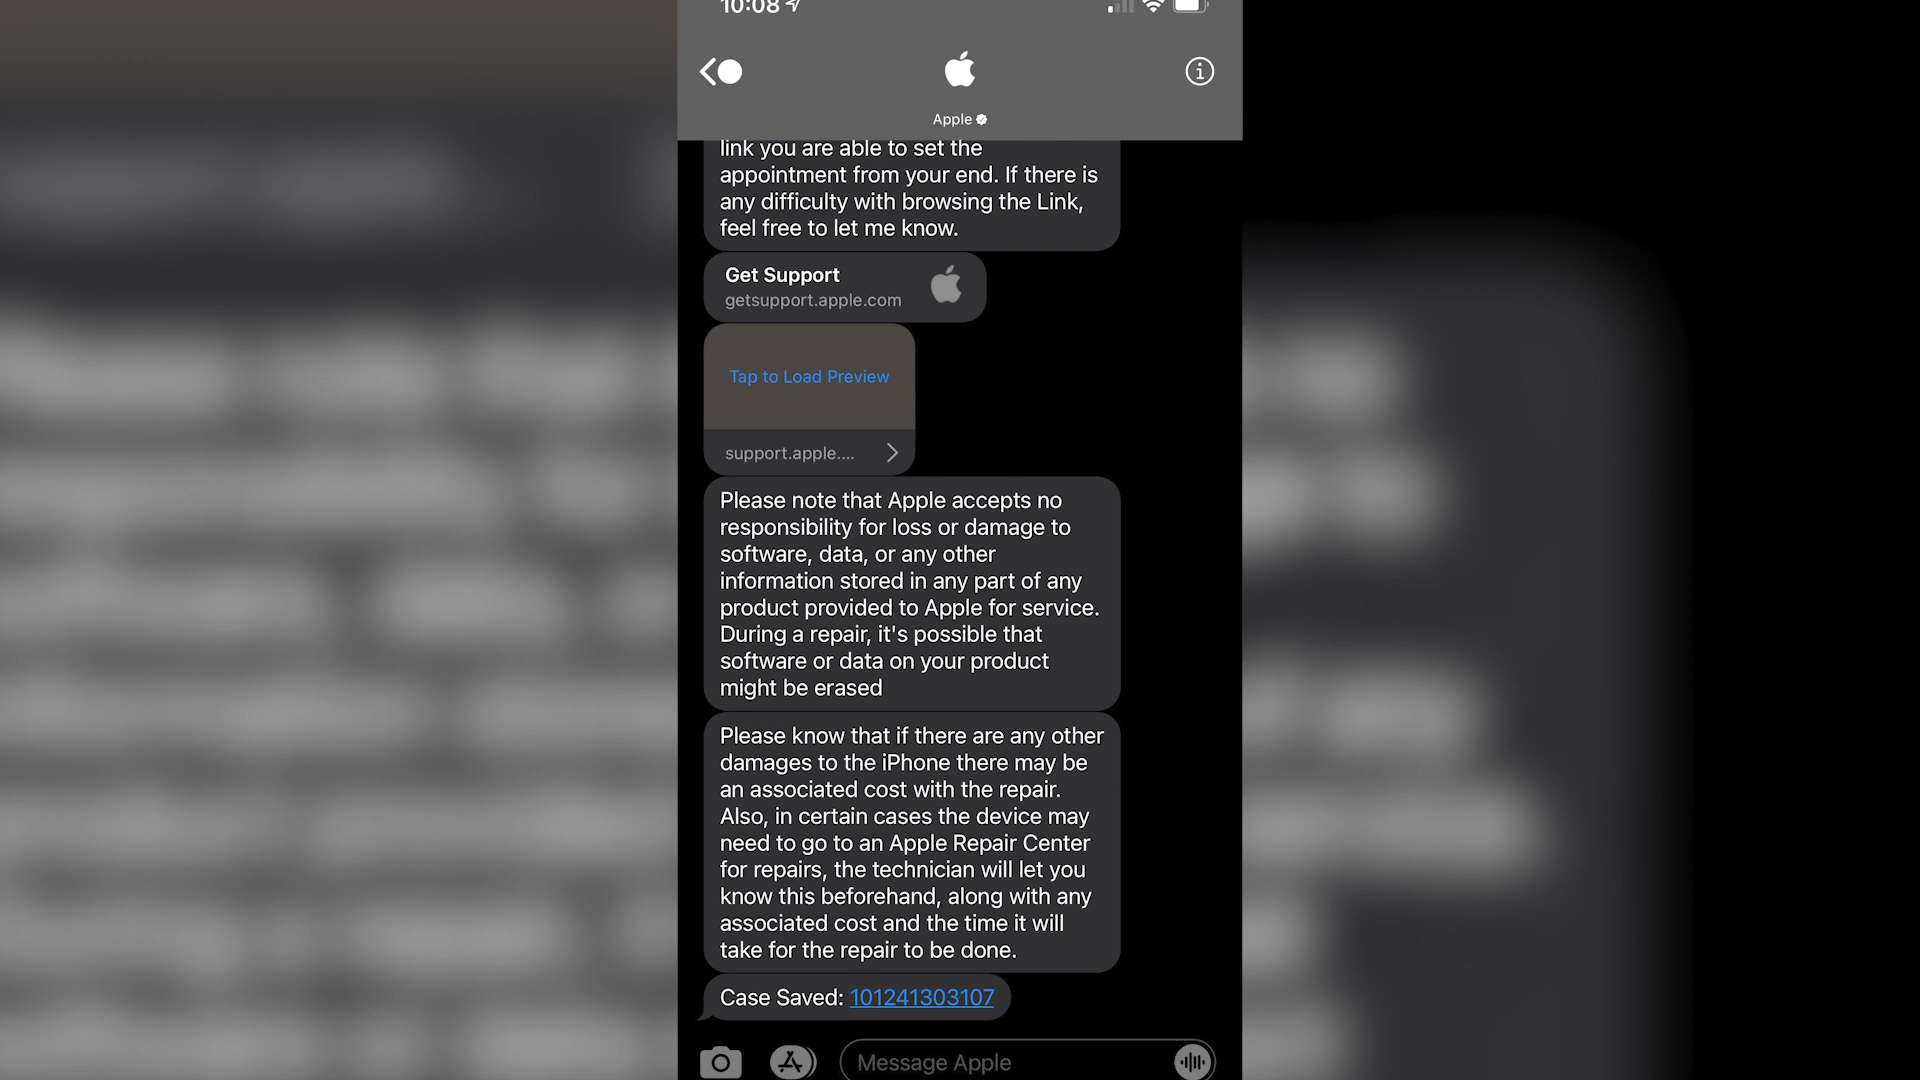 10:08
Apple
link you are able to set the
appointment from your end. If there is
any difficulty with browsing the Link,
feel free to let me know.
Get Support
getsupport.apple.com
Tap to Load Preview
support.apple....
Please note that Apple accepts no
responsibility for loss or damage to
software, data, or any other
information stored in any part of any
product provided to Apple for service.
During a repair, it's possible that
software or data on your product
might be erased
Please know that if there are any other
damages to the iPhone there may be
an associated cost with the repair.
Also, in certain cases the device may
need to go to an Apple Repair Center
for repairs, the technician will let you
know this beforehand, along with any
associated cost and the time it will
take for the repair to be done.
Case Saved: 101241303107
Message Apple